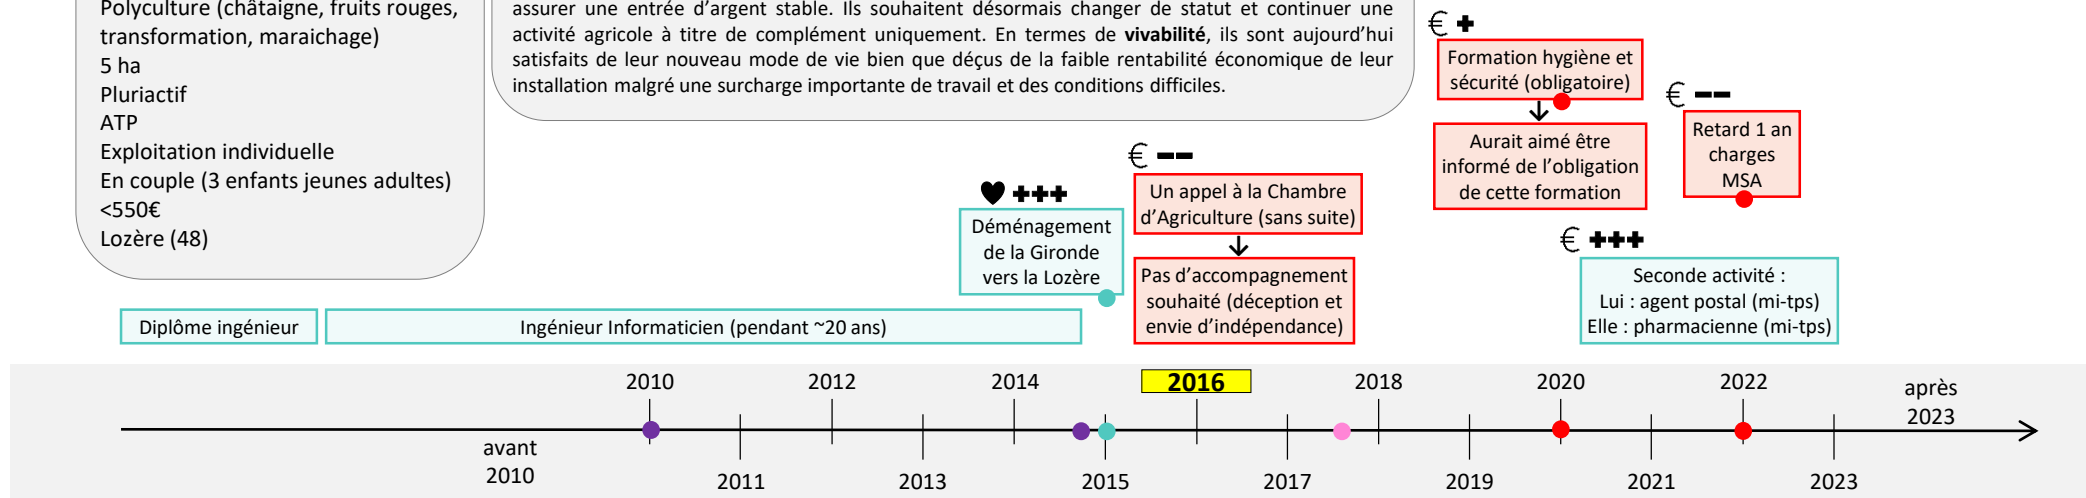 Polyculture (châtaigne, fruits rouges,
transformation, maraichage)
5 ha
Pluriactif
ATP
Exploitation individuelle
En couple (3 enfants jeunes adultes)
<550€
Lozère (48)
assurer une entrée d’argent stable. Ils souhaitent désormais changer de statut et continuer une
activité agricole à titre de complément uniquement. En termes de vivabilité, ils sont aujourd’hui
satisfaits de leur nouveau mode de vie bien que déçus de la faible rentabilité économique de leur
installation malgré une surcharge importante de travail et des conditions difficiles.
€ +
Formation hygiène et
sécurité (obligatoire)
Aurait aimé être
informé de l’obligation
de cette formation
€ --
Retard 1 an
charges
MSA
€ --
Un appel à la Chambre
d’Agriculture (sans suite)
Pas d’accompagnement
souhaité (déception et
envie d’indépendance)
♥ +++
Déménagement
de la Gironde
vers la Lozère
€ +++
Seconde activité :
Lui : agent postal (mi-tps)
Elle : pharmacienne (mi-tps)
Diplôme ingénieur
Ingénieur Informaticien (pendant ~20 ans)
2010 2012 2014 2016 2018 2020 2022
après
2023
avant
2010
2011 2013 2015 2017 2019 2021 2023